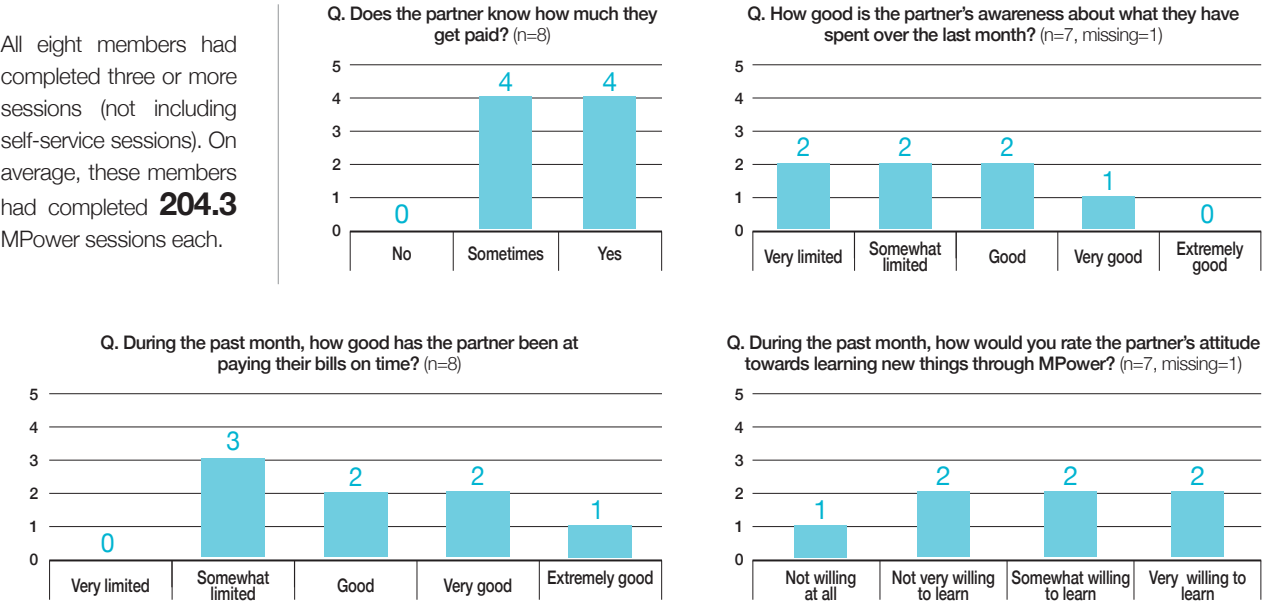 All eight members had
completed three or more
sessions (not including
self-service sessions). On
average, these members
had completed 204.3
MPower sessions each.
Q. Does the partner know how much they
get paid? (n=8)
5
4
3
2
1
0
0
4
4
No
Sometimes
Yes
Q. How good is the partner's awareness about what they have
spent over the last month? (n=7, missing=1)
5
4
3
2
1
0
2
2
2
1
0
Very limited
Somewhat
limited
Good
Very good
Extremely
good
Q. During the past month, how good has the partner been at
paying their bills on time? (n=8)
5
4
3
2
1
0
0
3
2
2
1
Very limited
Somewhat
limited
Good
Very good
Extremely good
Q. During the past month, how would you rate the partner's attitude
towards learning new things through MPower? (n=7, missing=1)
5
4
3
2
1
0
1
2
2
2
Not willing
at all
Not very willing
to learn
Somewhat willing
to learn
Very willing to
learn